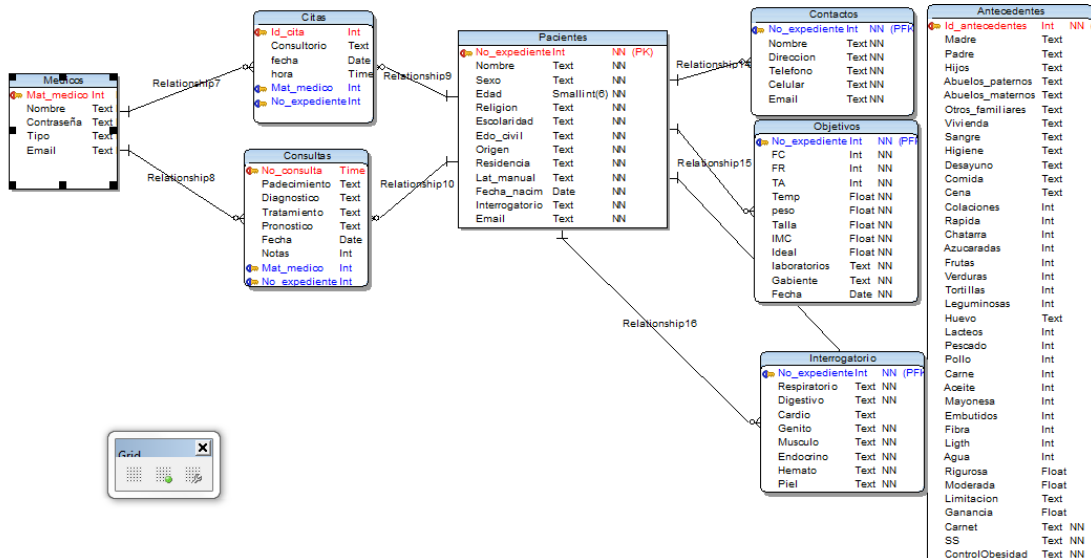 Medicos
Mat_medico Int
Nombre Text
Contraseña Text
Tipo Text
Email Text
Relationship7
Relationship8
Citas
Id_cita Int
Consultorio Text
fecha Date
hora Time
Mat_medico Int
No_expediente Int
Consultas
No_consulta Time
Padecimiento Text
Diagnostico Text
Tratamiento Text
Pronostico Text
Fecha Date
Notas Int
Mat_medico Int
No_expediente Int
Relationship9
Relationship10
Pacientes
No_expediente Int NN (PK)
Nombre Text NN
Sexo Text NN
Edad Smallint(6) NN
Religion Text NN
Escolaridad Text NN
Edo_civil Text NN
Origen Text NN
Residencia Text NN
Lat_manual Text NN
Fecha_nacim Date NN
Interrogatorio Text NN
Email Text NN
Relationship15
Relationship16
Contactos
No_expediente Int NN (PFK
Nombre Text NN
Direccion Text NN
Telefono Text NN
Celular Text NN
Email Text NN
Objetivos
No_expediente Int NN (PFK
FC Int NN
FR Int NN
TA Int NN
Temp Float NN
peso Float NN
Talla Float NN
IMC Float NN
Ideal Float NN
laboratorios Text NN
Gabiente Text NN
Fecha Date NN
Interrogatorio
No_expediente Int NN (PFK
Respiratorio Text NN
Digestivo Text NN
Cardio Text
Genito Text NN
Musculo Text NN
Endocrino Text NN
Hemato Text NN
Piel Text NN
Antecedentes
Id_antecedentes Int NN
Madre Text
Padre Text
Hijos Text
Abuelos_paternos Text
Abuelos_maternos Text
Otros_familiares Text
Vivienda Text
Sangre Text
Higiene Text
Desayuno Text
Comida Text
Cena Text
Colaciones Int
Rapida Int
Chatarra Int
Azucaradas Int
Frutas Int
Verduras Int
Tortillas Int
Leguminosas Int
Huevo Text
Lacteos Int
Pescado Int
Pollo Int
Carne Int
Aceite Int
Mayonesa Int
Embutidos Int
Fibra Int
Ligth Int
Agua Int
Rigurosa Float
Moderada Float
Limitacion Text
Ganancia Float
Carnet Text NN
SS Text NN
ControlObesidad Text NN
Grid